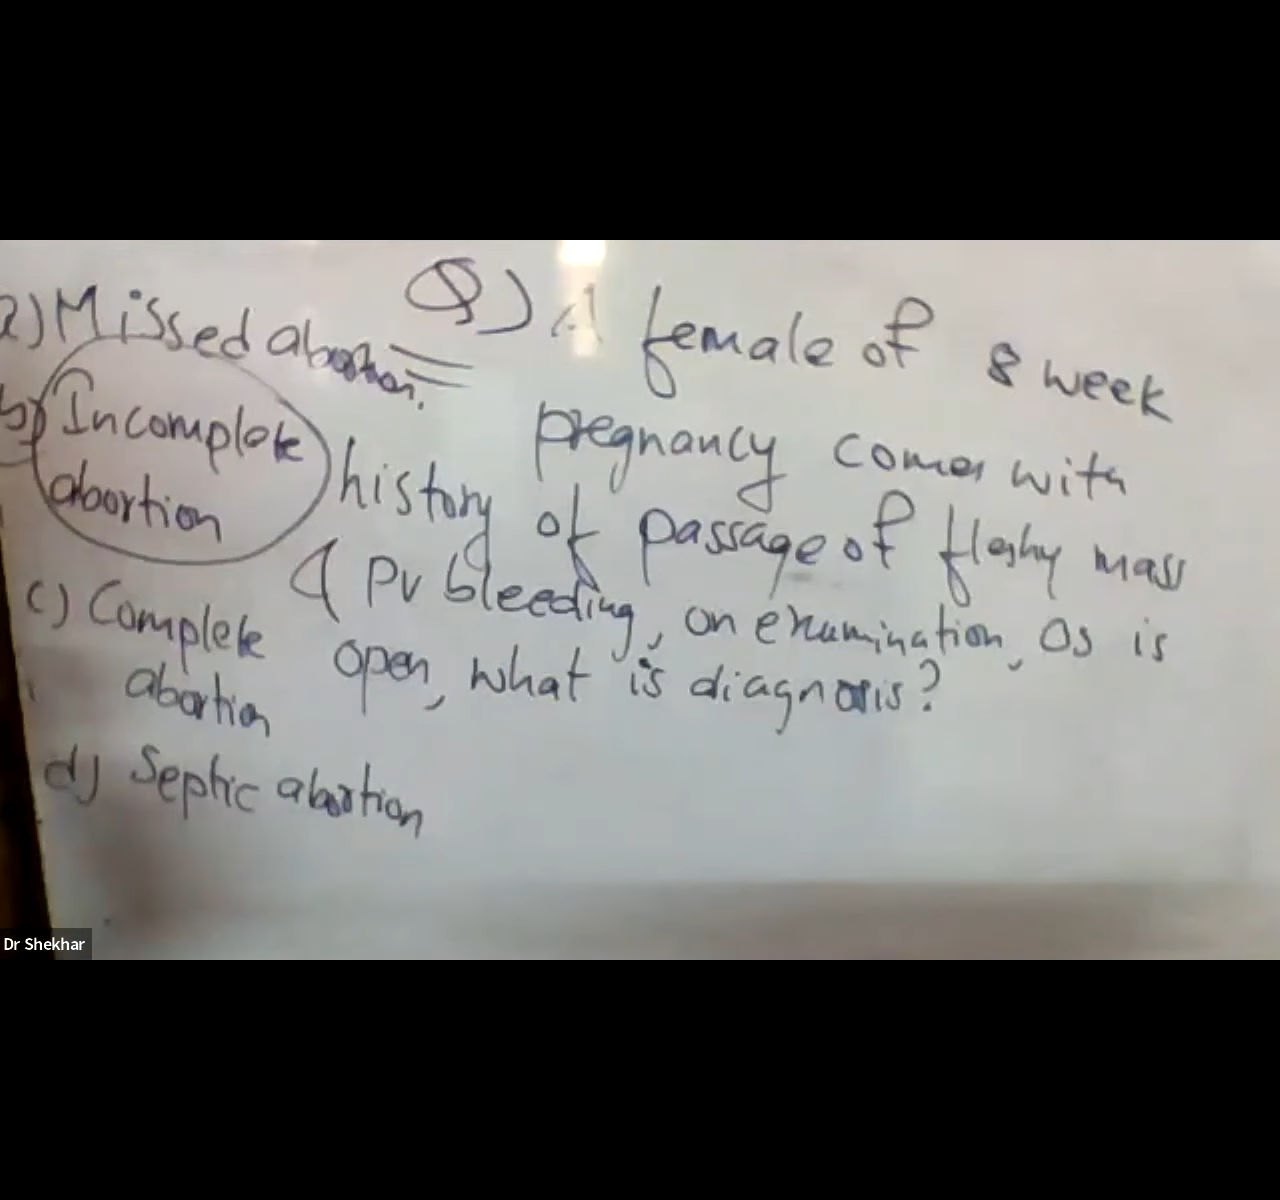 Q) A female of 8 week
pregnancy comes with
history of passage of fleshy mass
& PV bleeding, on examination, Os is
open, what is diagnosis?
a) Missed abortion.
b) Incomplete
abortion
c) Complete
abortion
d) Septic abortion
Dr Shekhar